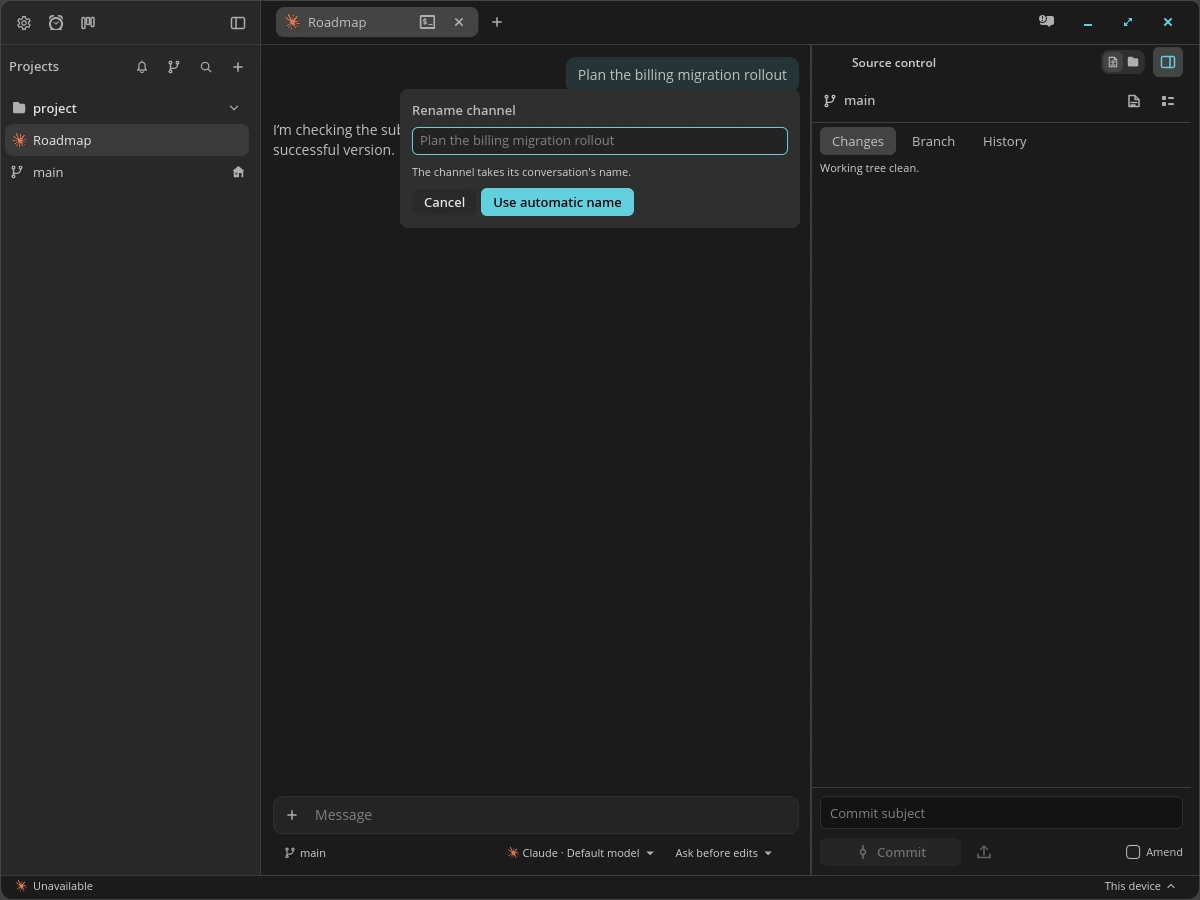 Roadmap
Projects
project
Roadmap
main
Plan the billing migration rollout
I'm checking the sub
successful version.
Rename channel
Plan the billing migration rollout
The channel takes its conversation's name.
Cancel
Use automatic name
Message
main
Claude · Default model
Ask before edits
Source control
main
Changes
Branch
History
Working tree clean.
Commit subject
Commit
Amend
Unavailable
This device